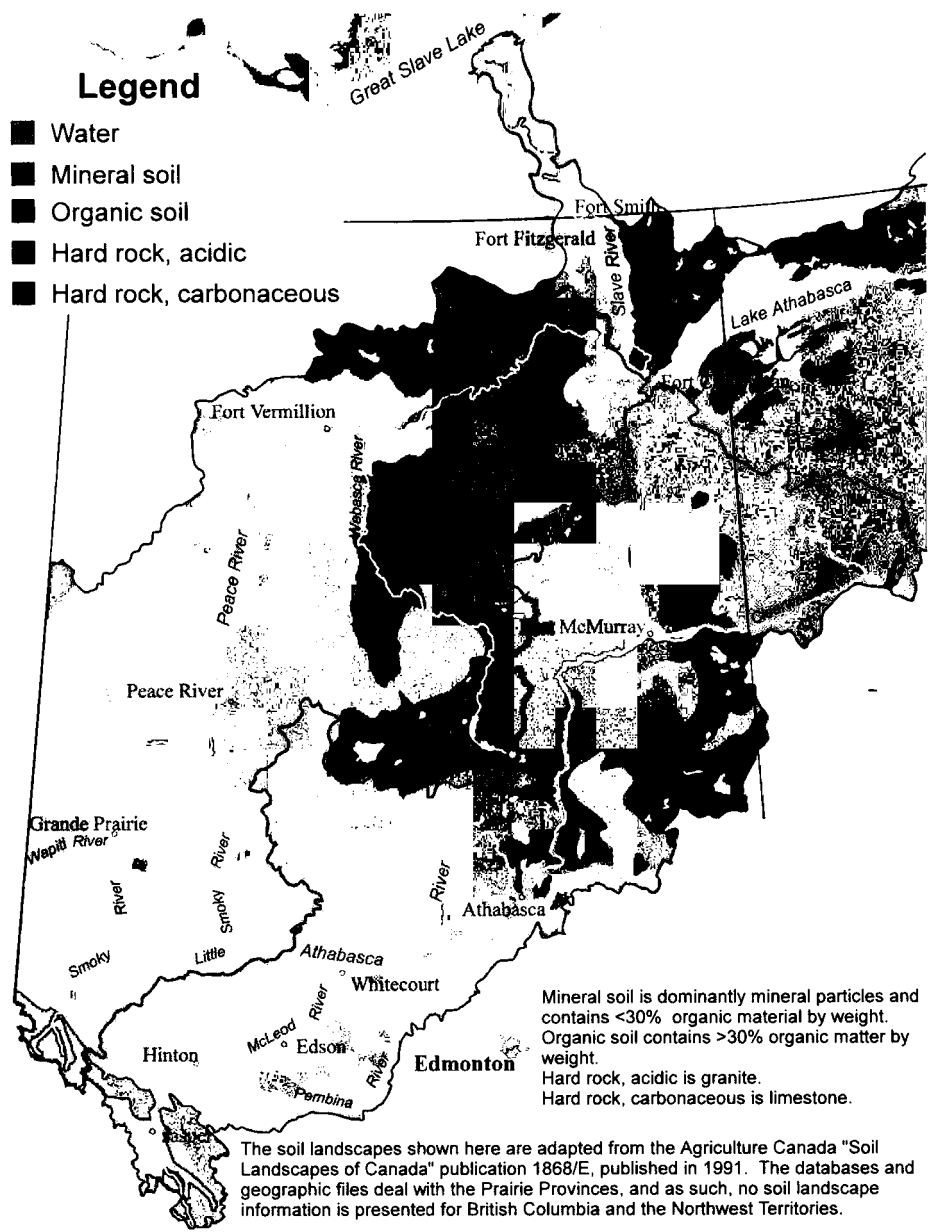 Legend
Water
Mineral soil
Organic soil
Hard rock, acidic
Hard rock, carbonaceous
Great Slave Lake
Fort Smith
Fort Fitzgerald
Slave River
Lake Athabasca
Fort
Fort Vermillion
Wabasca River
Peace River
McMurray
Peace River
Grande Prairie
Wapiti River
River
Smoky
River
Smoky
Little
River
Athabasca
Athabasca
Whitecourt
River
McLeod
Edson
Hinton
River
Pembina
Edmonton
Jasper
Mineral soil is dominantly mineral particles and
contains <30% organic material by weight.
Organic soil contains >30% organic matter by
weight.
Hard rock, acidic is granite.
Hard rock, carbonaceous is limestone.
The soil landscapes shown here are adapted from the Agriculture Canada "Soil
Landscapes of Canada" publication 1868/E, published in 1991. The databases and
geographic files deal with the Prairie Provinces, and as such, no soil landscape
information is presented for British Columbia and the Northwest Territories.